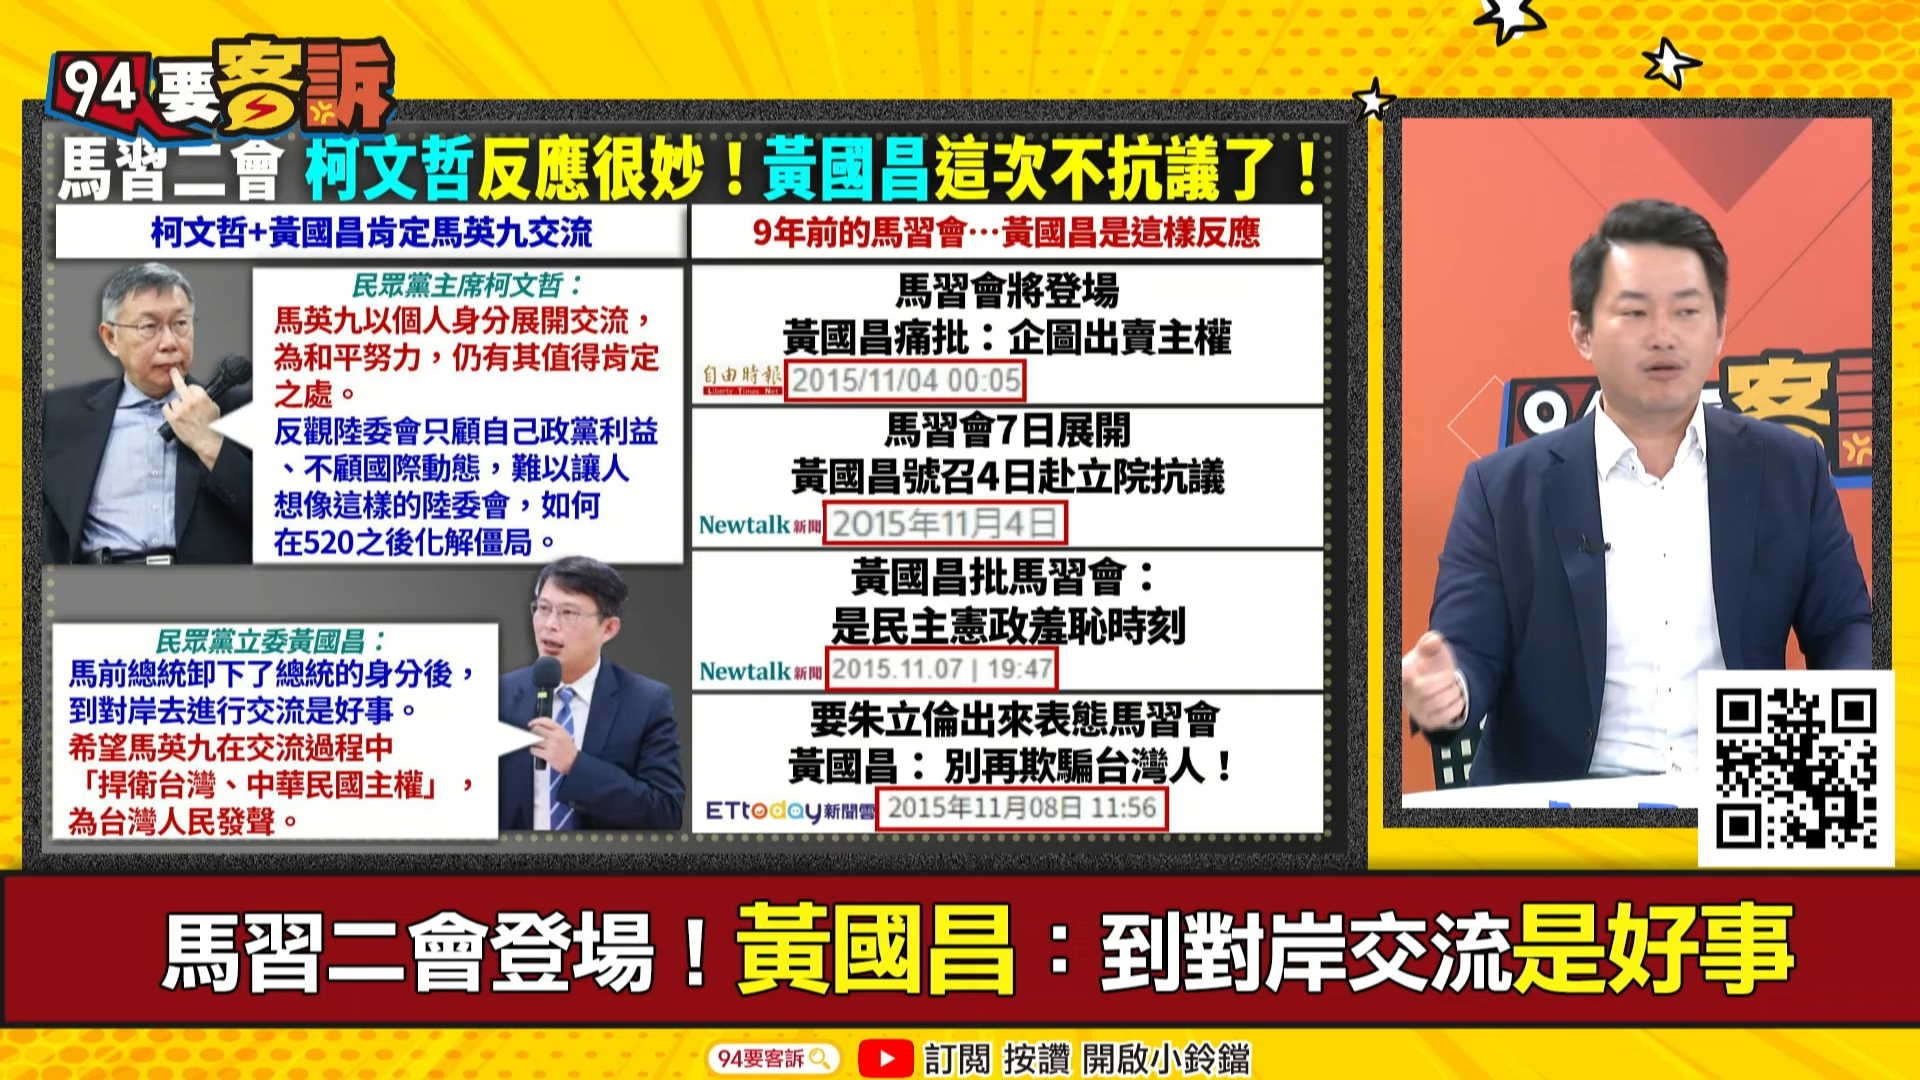 94要客訴
馬習二會 柯文哲反應很妙！黃國昌這次不抗議了！
柯文哲+黃國昌肯定馬英九交流
民眾黨主席柯文哲：
馬英九以個人身分展開交流，
為和平努力，仍有其值得肯定
之處。
反觀陸委會只顧自己政黨利益
、不顧國際動態，難以讓人
想像這樣的陸委會，如何
在520之後化解僵局。
民眾黨立委黃國昌：
馬前總統卸下了總統的身分後，
到對岸去進行交流是好事。
希望馬英九在交流過程中
「捍衛台灣、中華民國主權」，
為台灣人民發聲。
9年前的馬習會…黃國昌是這樣反應
馬習會將登場
黃國昌痛批：企圖出賣主權
自由時報
Liberty Times Net
2015/11/04 00:05
馬習會7日展開
黃國昌號召4日赴立院抗議
Newtalk新聞
2015年11月4日
黃國昌批馬習會：
是民主憲政羞恥時刻
Newtalk新聞
2015.11.07 | 19:47
要朱立倫出來表態馬習會
黃國昌：別再欺騙台灣人！
ETtoday新聞雲
2015年11月08日 11:56
94 客訴
馬習二會登場！黃國昌：到對岸交流是好事
94要客訴
訂閱 按讚 開啟小鈴鐺